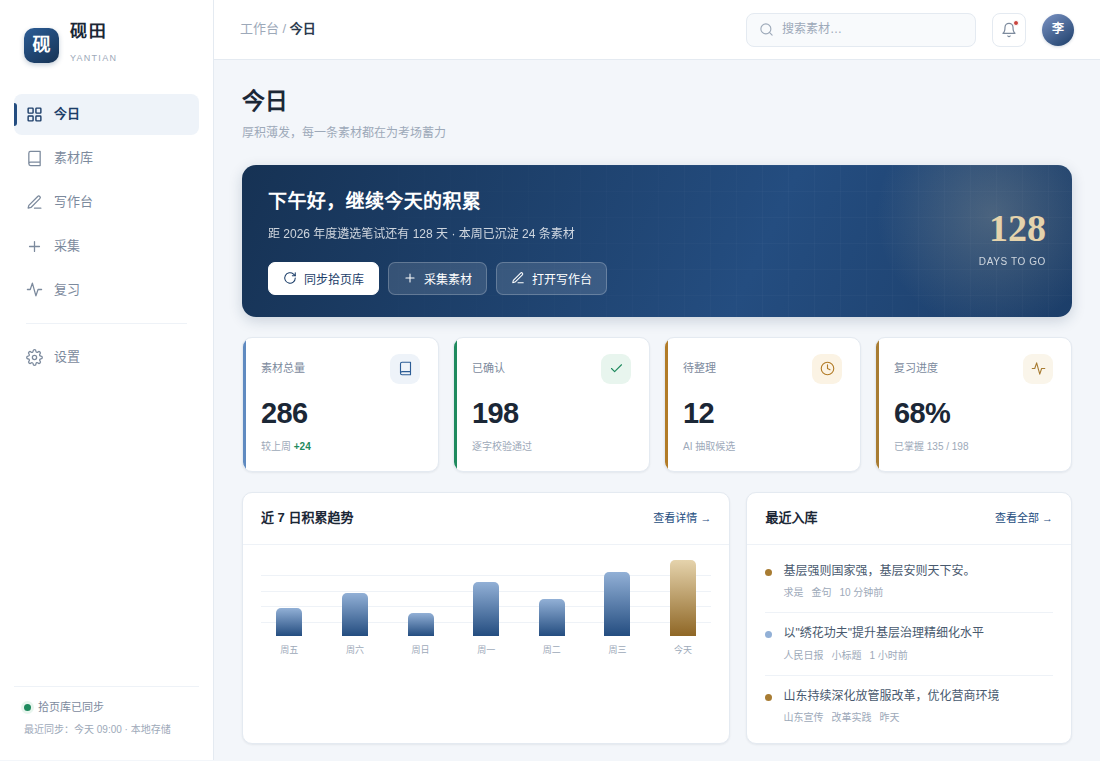 砚
砚田
YANTIAN
今日
素材库
写作台
采集
复习
设置
拾页库已同步
最近同步：今天 09:00 · 本地存储
工作台 / 今日
搜索素材...
李
今日
厚积薄发，每一条素材都在为考场蓄力
下午好，继续今天的积累
距 2026 年度遴选笔试还有 128 天 · 本周已沉淀 24 条素材
同步拾页库
采集素材
打开写作台
128
DAYS TO GO
素材总量
286
较上周 +24
已确认
198
逐字校验通过
待整理
12
AI 抽取候选
复习进度
68%
已掌握 135 / 198
近 7 日积累趋势
查看详情 →
周五
周六
周日
周一
周二
周三
今天
最近入库
查看全部 →
基层强则国家强，基层安则天下安。
求是 金句 10 分钟前
以"绣花功夫"提升基层治理精细化水平
人民日报 小标题 1 小时前
山东持续深化放管服改革，优化营商环境
山东宣传 改革实践 昨天